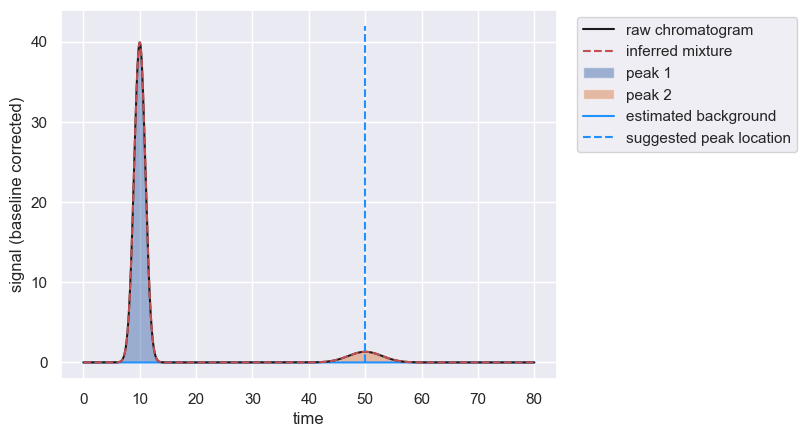 40
30
20
10
0
signal (baseline corrected)
0 10 20 30 40 50 60 70 80
time
raw chromatogram
inferred mixture
peak 1
peak 2
estimated background
suggested peak location